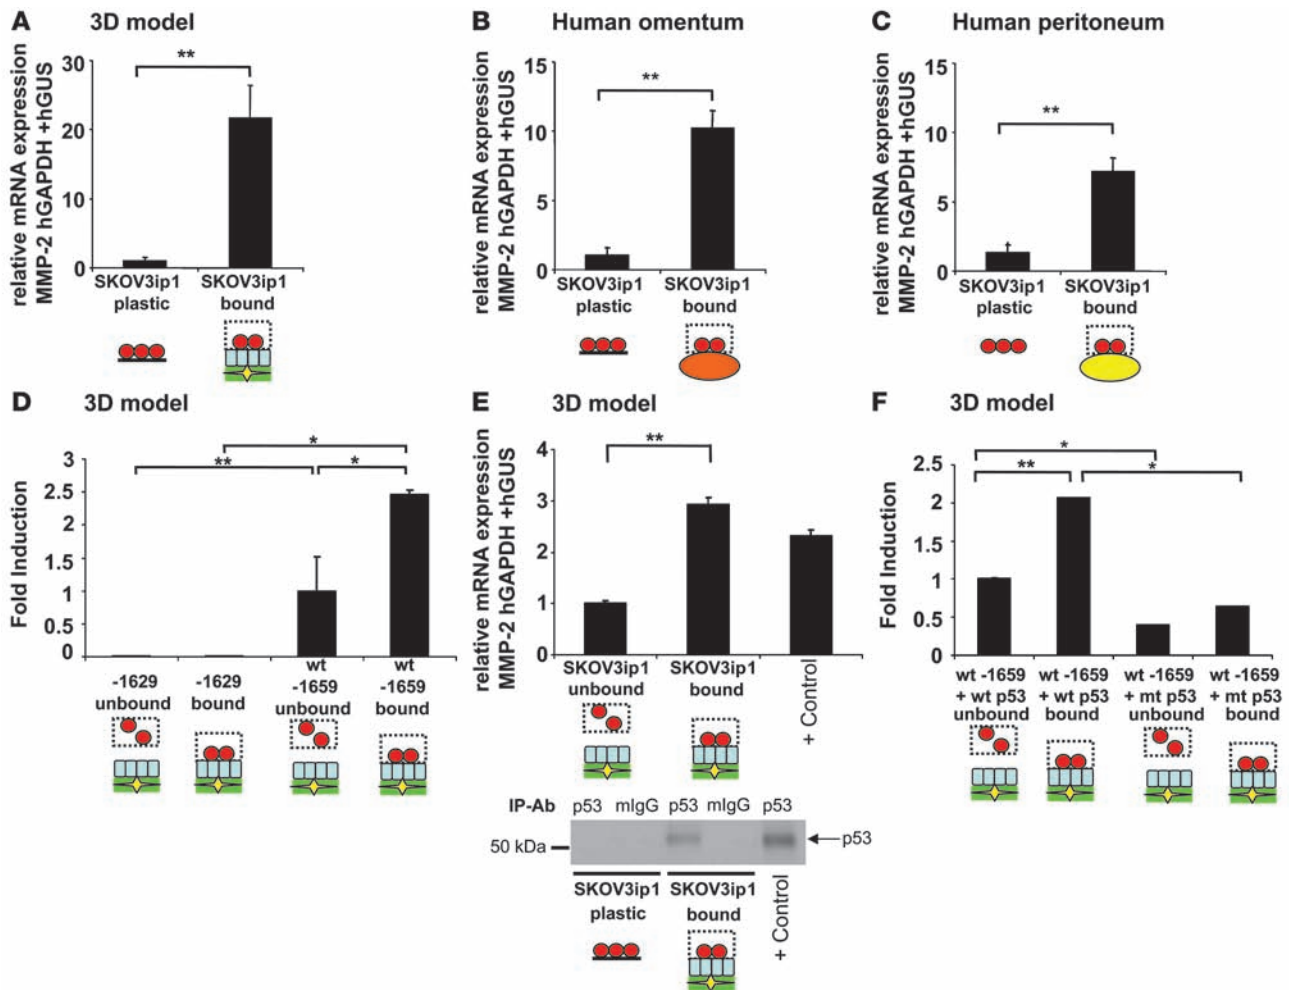 A 3D model
relative mRNA expression
MMP-2 hGAPDH +hGUS
30
20
10
0
**
SKOV3ip1 SKOV3ip1
plastic bound
B Human omentum
relative mRNA expression
MMP-2 hGAPDH +hGUS
15
10
5
0
**
SKOV3ip1 SKOV3ip1
plastic bound
C Human peritoneum
relative mRNA expression
MMP-2 hGAPDH +hGUS
15
10
5
0
**
SKOV3ip1 SKOV3ip1
plastic bound
D 3D model
Fold Induction
3
2.5
2
1.5
1
0.5
0
*
** *
wt wt
-1629 -1629 -1659 -1659
unbound bound unbound bound
E 3D model
relative mRNA expression
MMP-2 hGAPDH +hGUS
4
3
2
1
0
**
SKOV3ip1 SKOV3ip1
unbound bound
+ Control
IP-Ab p53 mIgG p53 mIgG p53
50 kDa
p53
SKOV3ip1 SKOV3ip1
plastic bound
+ Control
F 3D model
Fold Induction
2.5
2
1.5
1
0.5
0
*
** *
wt -1659 wt -1659 wt -1659 wt -1659
+ wt p53 + wt p53 + mt p53 + mt p53
unbound bound unbound bound